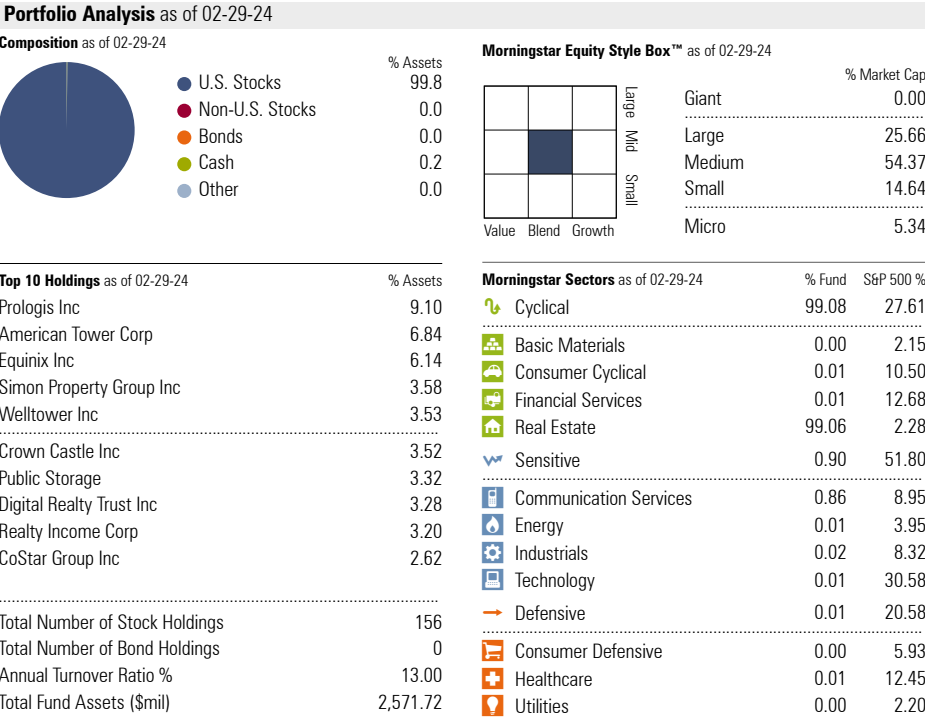 Portfolio Analysis as of 02-29-24
Composition as of 02-29-24
% Assets
U.S. Stocks 99.8
Non-U.S. Stocks 0.0
Bonds 0.0
Cash 0.2
Other 0.0
Morningstar Equity Style Box™ as of 02-29-24
Large
Mid
Small
Value Blend Growth
% Market Cap
Giant 0.00
Large 25.66
Medium 54.37
Small 14.64
Micro 5.34
Top 10 Holdings as of 02-29-24 % Assets
Prologis Inc 9.10
American Tower Corp 6.84
Equinix Inc 6.14
Simon Property Group Inc 3.58
Welltower Inc 3.53
Crown Castle Inc 3.52
Public Storage 3.32
Digital Realty Trust Inc 3.28
Realty Income Corp 3.20
CoStar Group Inc 2.62
Total Number of Stock Holdings 156
Total Number of Bond Holdings 0
Annual Turnover Ratio % 13.00
Total Fund Assets ($mil) 2,571.72
Morningstar Sectors as of 02-29-24 % Fund S&P 500 %
Cyclical 99.08 27.61
Basic Materials 0.00 2.15
Consumer Cyclical 0.01 10.50
Financial Services 0.01 12.68
Real Estate 99.06 2.28
Sensitive 0.90 51.80
Communication Services 0.86 8.95
Energy 0.01 3.95
Industrials 0.02 8.32
Technology 0.01 30.58
Defensive 0.01 20.58
Consumer Defensive 0.00 5.93
Healthcare 0.01 12.45
Utilities 0.00 2.20